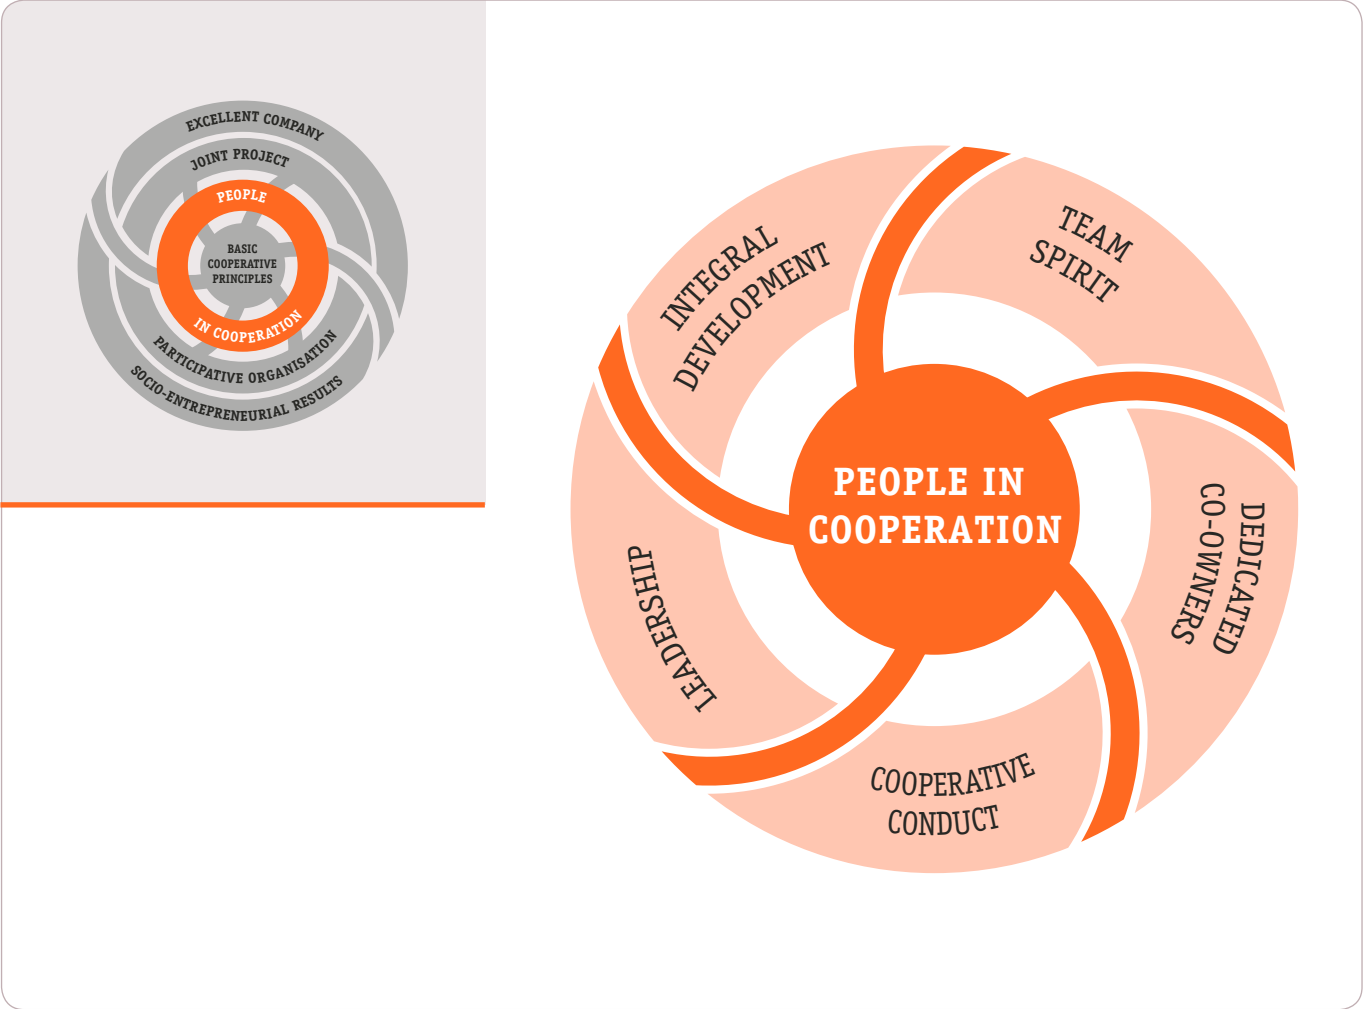 EXCELLENT COMPANY
JOINT PROJECT
PEOPLE
BASIC
COOPERATIVE
PRINCIPLES
IN COOPERATION
PARTICIPATIVE ORGANISATION
SOCIO-ENTREPRENEURIAL RESULTS
INTEGRAL
DEVELOPMENT
TEAM
SPIRIT
PEOPLE IN
COOPERATION
DEDICATED
CO-OWNERS
LEADERSHIP
COOPERATIVE
CONDUCT